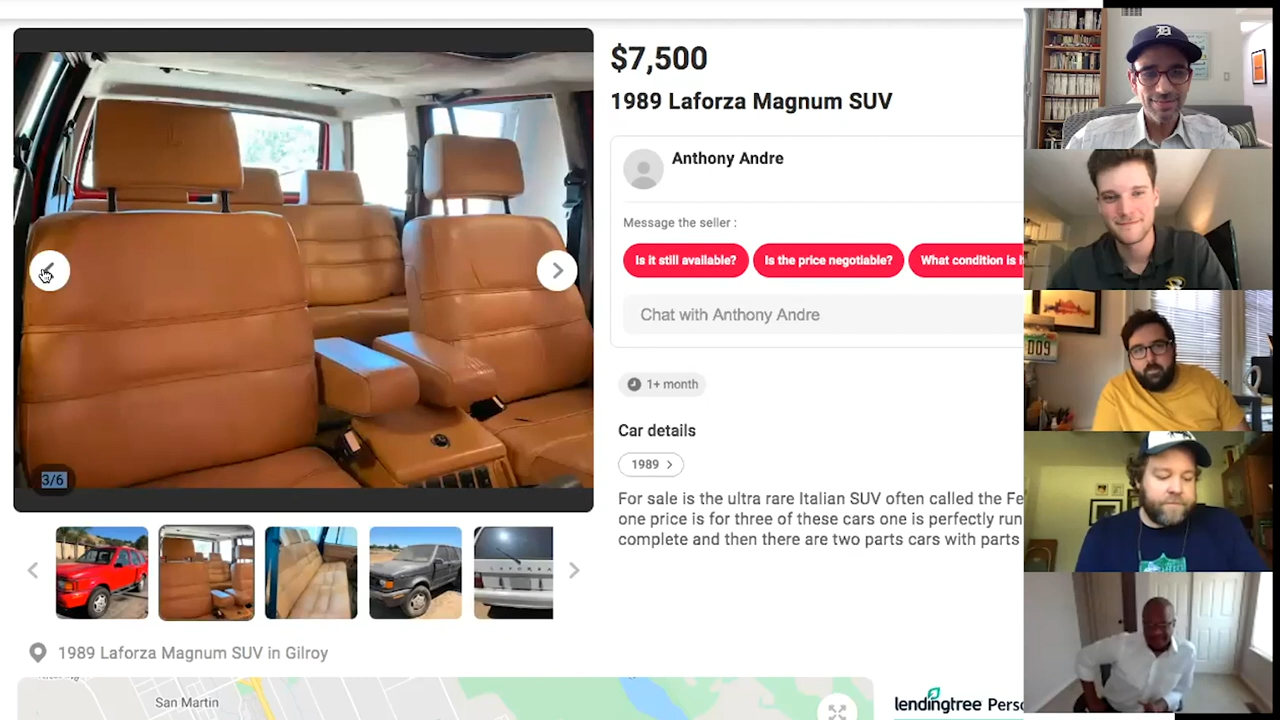 $7,500
1989 Laforza Magnum SUV
Anthony Andre
Message the seller :
Is it still available?
Is the price negotiable?
What condition is
Chat with Anthony Andre
1+ month
Car details
1989
For sale is the ultra rare Italian SUV often called the Fe
one price is for three of these cars one is perfectly run
complete and then there are two parts cars with parts
3/6
LAFORZA
1989 Laforza Magnum SUV in Gilroy
San Martin
lendingtree Perso
D09
D